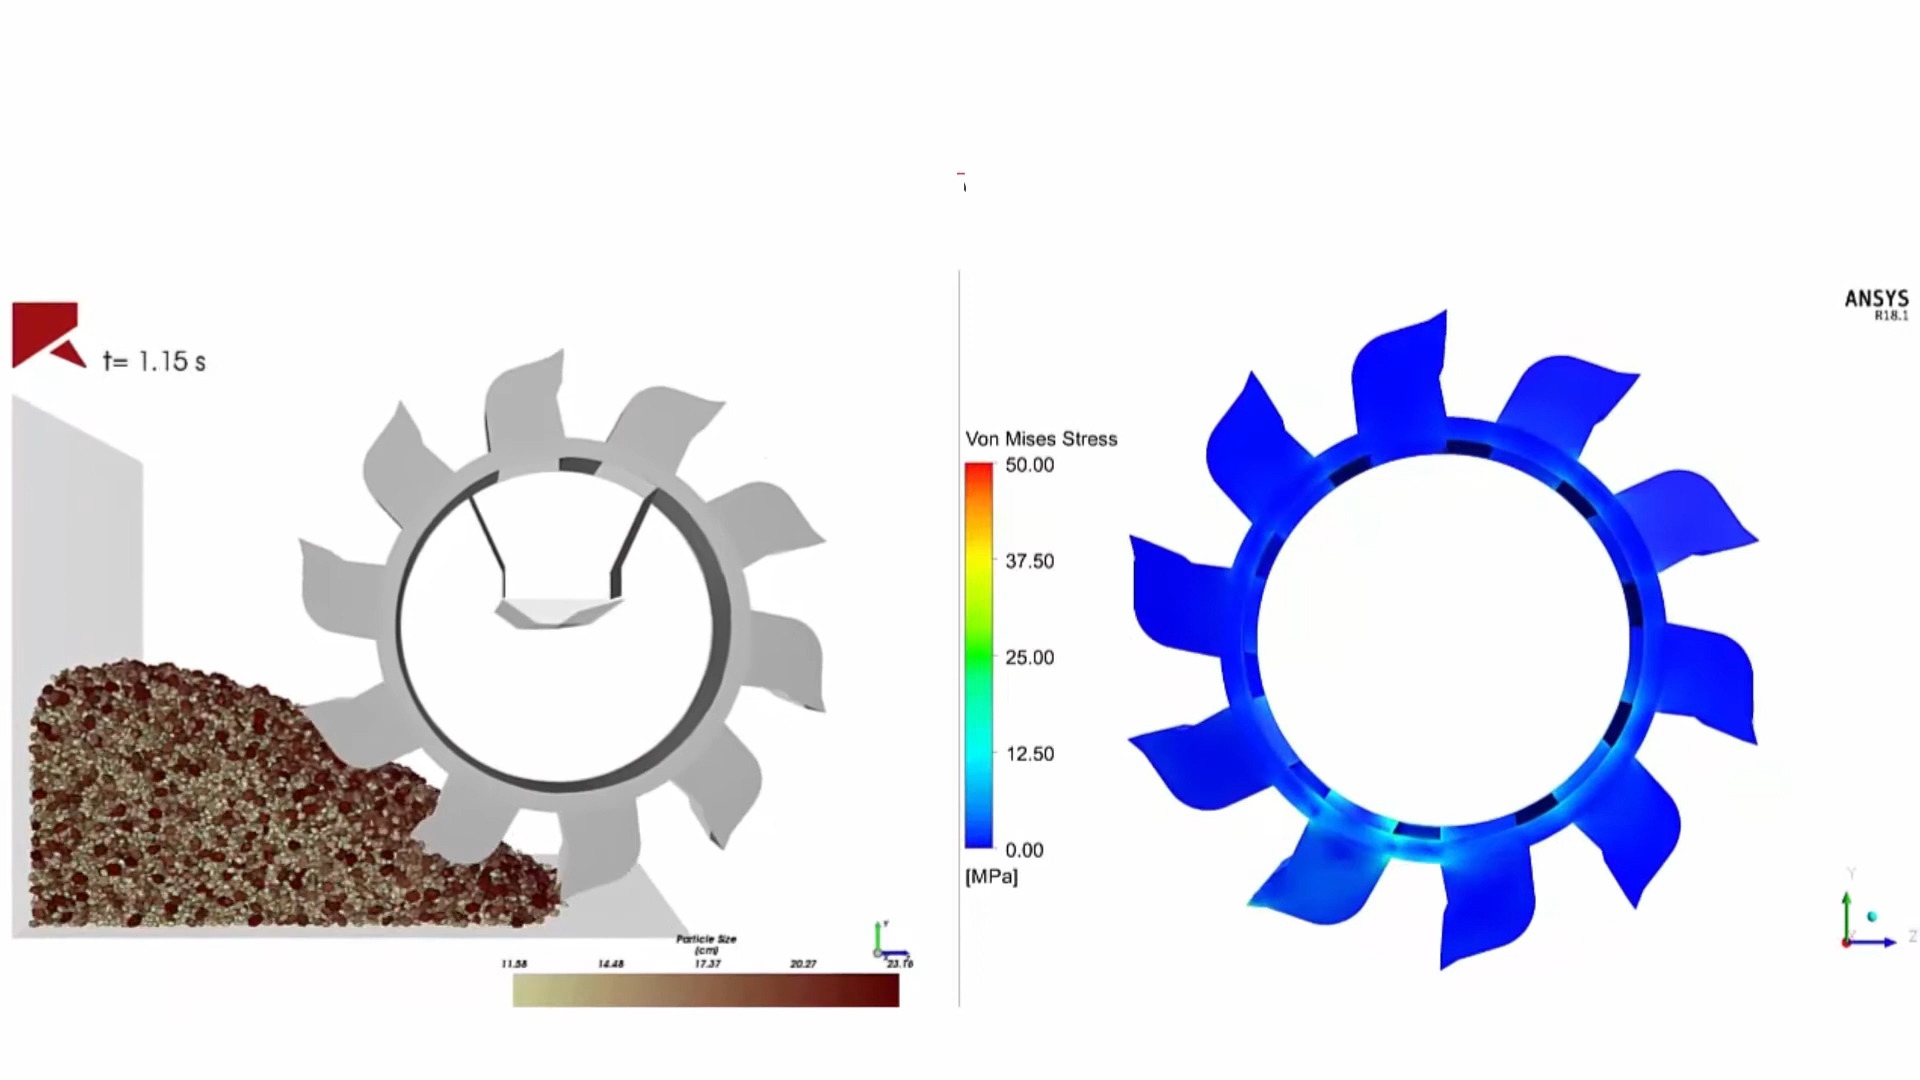 t= 1.15 s
Particle Size
(cm)
11.58 14.48 17.37 20.27 23.16
Y
Von Mises Stress
50.00
37.50
25.00
12.50
0.00
[MPa]
ANSYS
R18.1
Y
Z